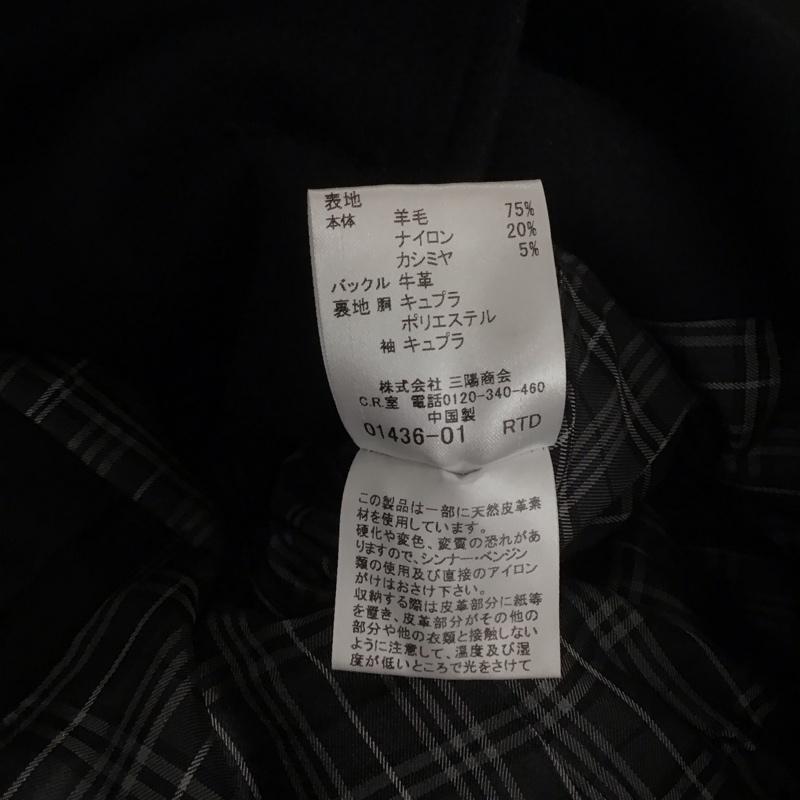 表地
本体 羊毛 75%
ナイロン 20%
カシミヤ 5%
バックル 牛革
裏地 胴 キュプラ
ポリエステル
袖 キュプラ
株式会社 三陽商会
C.R.室 電話0120-340-460
中国製
01436-01 RTD
この製品は一部に天然皮革素
材を使用しています。
硬化や変色、変質の恐れがあ
りますので、シンナー・ベンジン
類の使用及び直接のアイロン
がけはおさけ下さい。
収納する際は皮革部分に紙等
を置き、皮革部分がその他の
部分や他の衣類と接触しない
ように注意して、温度及び湿
度が低いところで光をさけて